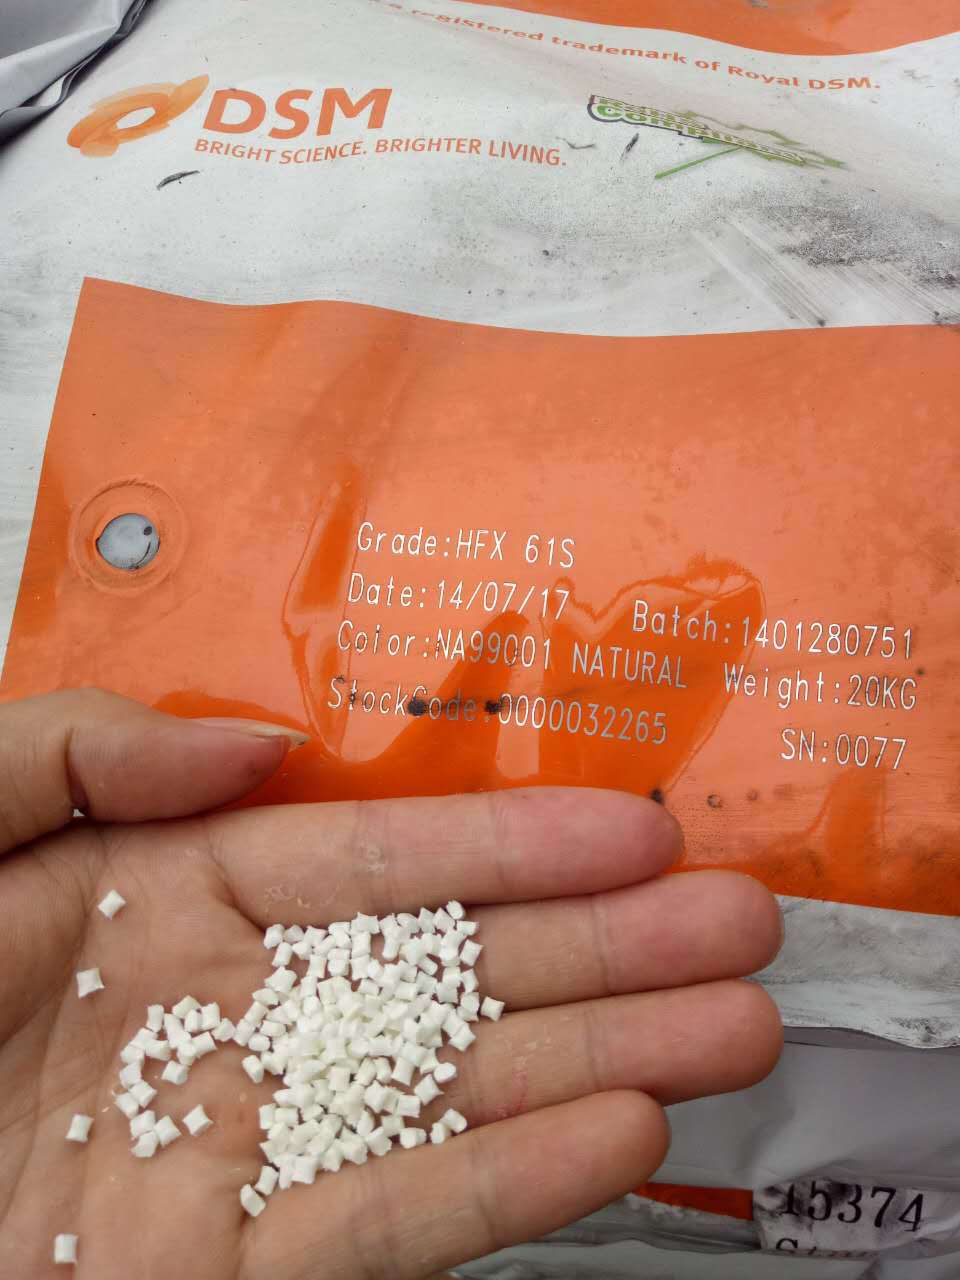 a registered trademark of Royal DSM.
DSM
BRIGHT SCIENCE. BRIGHTER LIVING.
Grade:HFX 61S
Date:14/07/17 Batch:1401280751
Coior:NA99001 NATURAL Weight:20KG
StockCode:0000032265
SN:0077
15374